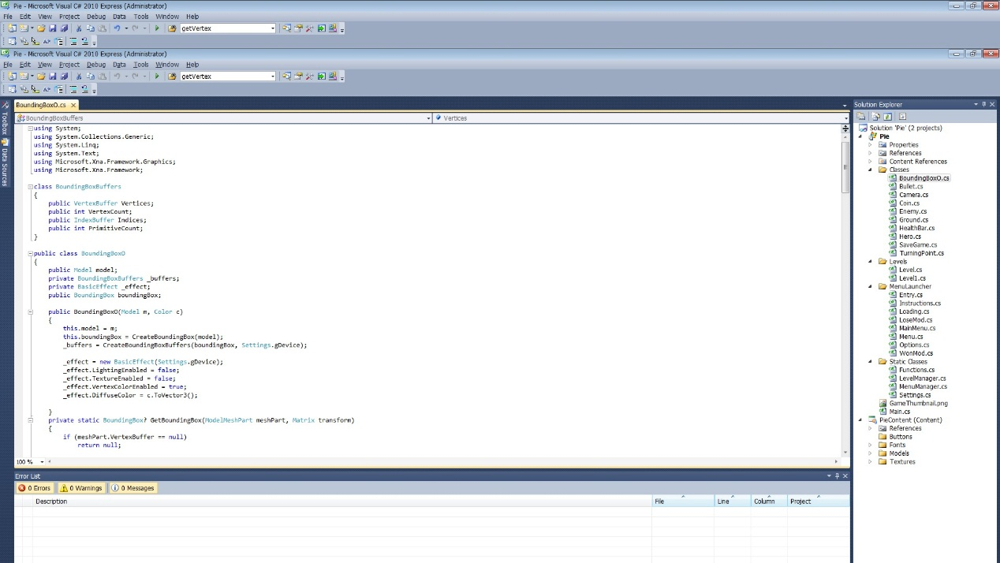 Pie - Microsoft Visual C# 2010 Express (Administrator)
File Edit View Project Debug Data Tools Window Help
getVertex
Pie - Microsoft Visual C# 2010 Express (Administrator)
File Edit View Project Debug Data Tools Window Help
getVertex
Toolbox
Data Sources
BoundingBoxO.cs
BoundingBoxBuffers
Vertices
using System;
using System.Collections.Generic;
using System.Linq;
using System.Text;
using Microsoft.Xna.Framework.Graphics;
using Microsoft.Xna.Framework;
class BoundingBoxBuffers
{
public VertexBuffer Vertices;
public int VertexCount;
public IndexBuffer Indices;
public int PrimitiveCount;
}
public class BoundingBoxO
{
public Model model;
private BoundingBoxBuffers _buffers;
private BasicEffect _effect;
public BoundingBox boundingBox;
public BoundingBoxO(Model m, Color c)
{
this.model = m;
this.boundingBox = CreateBoundingBox(model);
_buffers = CreateBoundingBoxBuffers(boundingBox, Settings.gDevice);
_effect = new BasicEffect(Settings.gDevice);
_effect.LightingEnabled = false;
_effect.TextureEnabled = false;
_effect.VertexColorEnabled = true;
_effect.DiffuseColor = c.ToVector3();
}
private static BoundingBox? GetBoundingBox(ModelMeshPart meshPart, Matrix transform)
{
if (meshPart.VertexBuffer == null)
return null;
100 %
Error List
0 Errors 0 Warnings 0 Messages
Description File Line Column Project
Solution Explorer
Solution 'Pie' (2 projects)
Pie
Properties
References
Content References
Classes
BoundingBoxO.cs
Bullet.cs
Camera.cs
Coin.cs
Enemy.cs
Ground.cs
HealthBar.cs
Hero.cs
SaveGame.cs
TurningPoint.cs
Levels
Level.cs
Level1.cs
MenuLauncher
Entry.cs
Instructions.cs
Loading.cs
LoseMod.cs
MainMenu.cs
Menu.cs
Options.cs
WonMod.cs
Static Classes
Functions.cs
LevelManager.cs
MenuManager.cs
Settings.cs
GameThumbnail.png
Main.cs
PieContent (Content)
References
Buttons
Fonts
Models
Textures